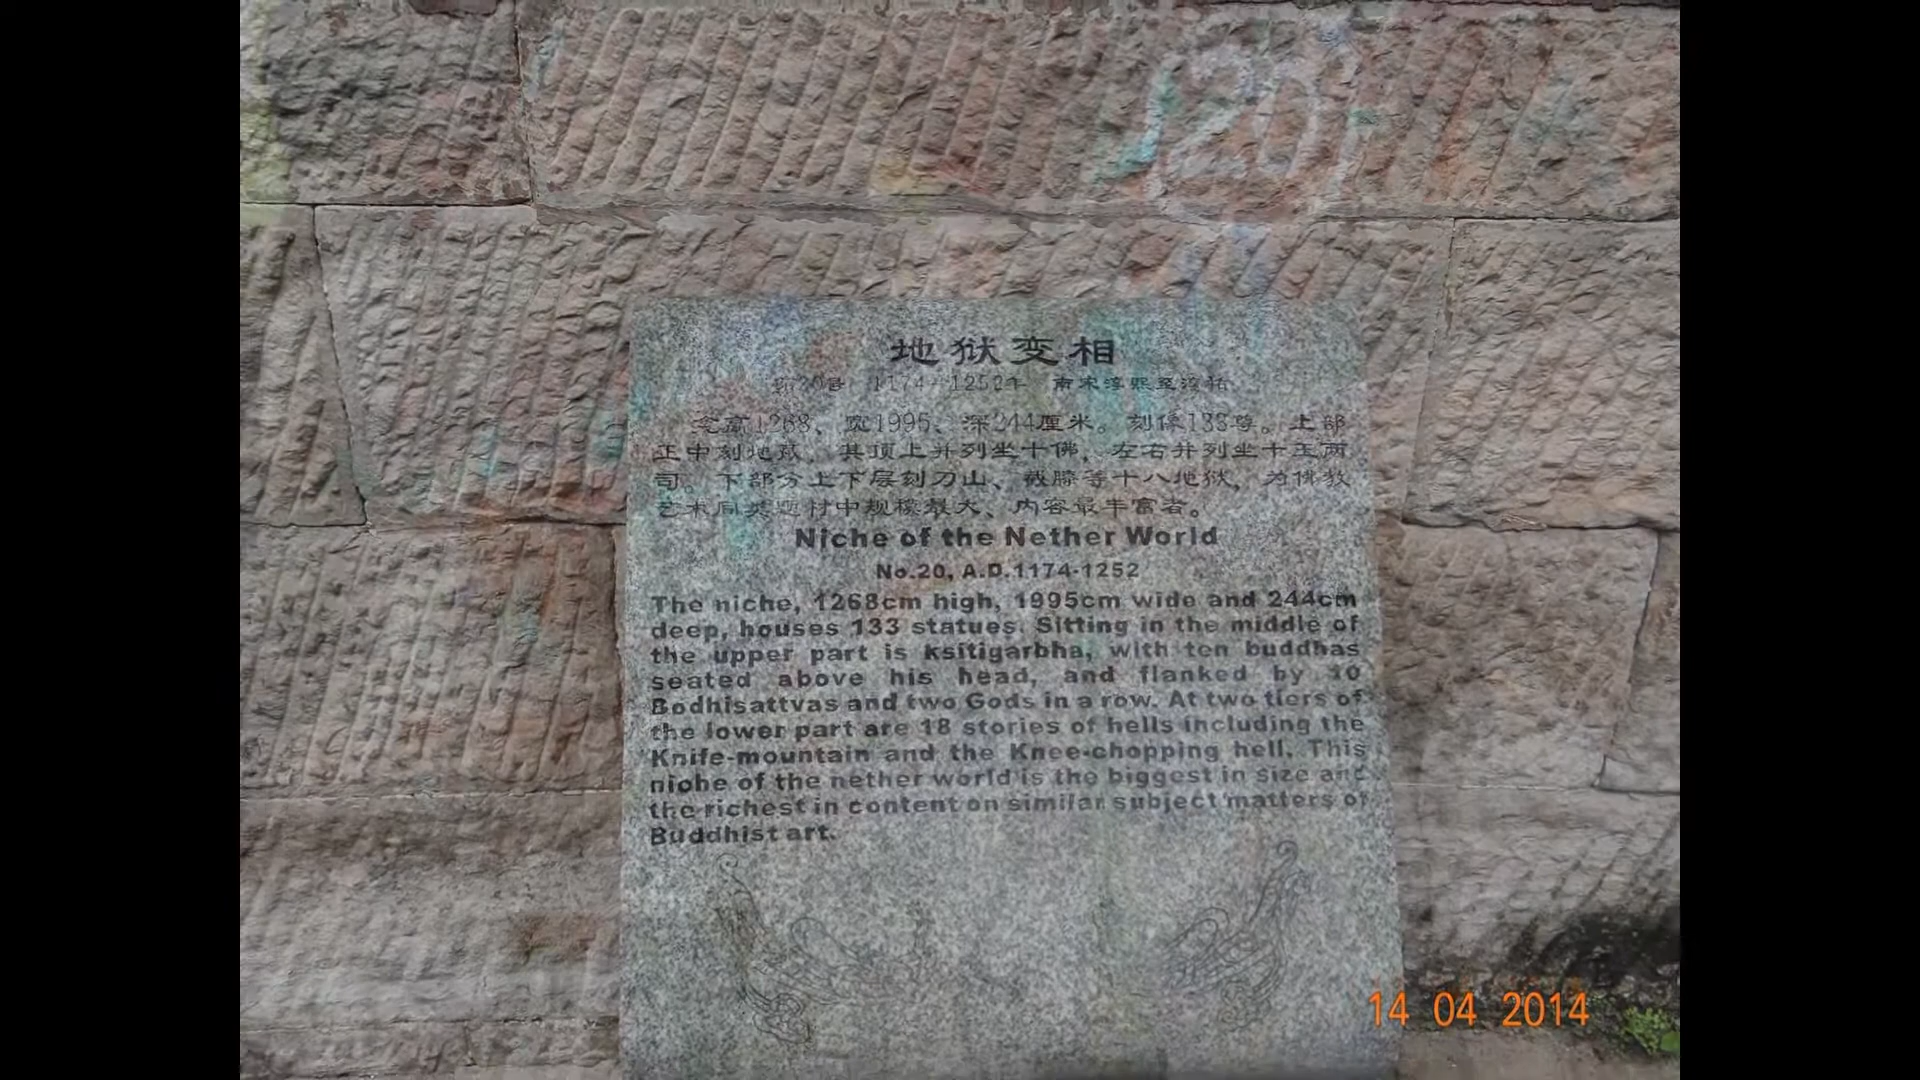 20
地狱变相
第20号 1174-1252年 南宋淳熙至淳祐
龛高1268、宽1995、深244厘米。刻像133尊。上部
正中刻地藏，其顶上并列坐十佛，左右并列坐十王两
司。下部分上下层刻刀山、截膝等十八地狱，为佛教
艺术同类题材中规模最大、内容最丰富者。
Niche of the Nether World
No.20, A.D.1174-1252
The niche, 1268cm high, 1995cm wide and 244cm
deep, houses 133 statues. Sitting in the middle of
the upper part is ksitigarbha, with ten buddhas
seated above his head, and flanked by 10
Bodhisattvas and two Gods in a row. At two tiers of
the lower part are 18 stories of hells including the
Knife-mountain and the Knee-chopping hell. This
niche of the nether world is the biggest in size and
the richest in content on similar subject matters of
Buddhist art.
14 04 2014